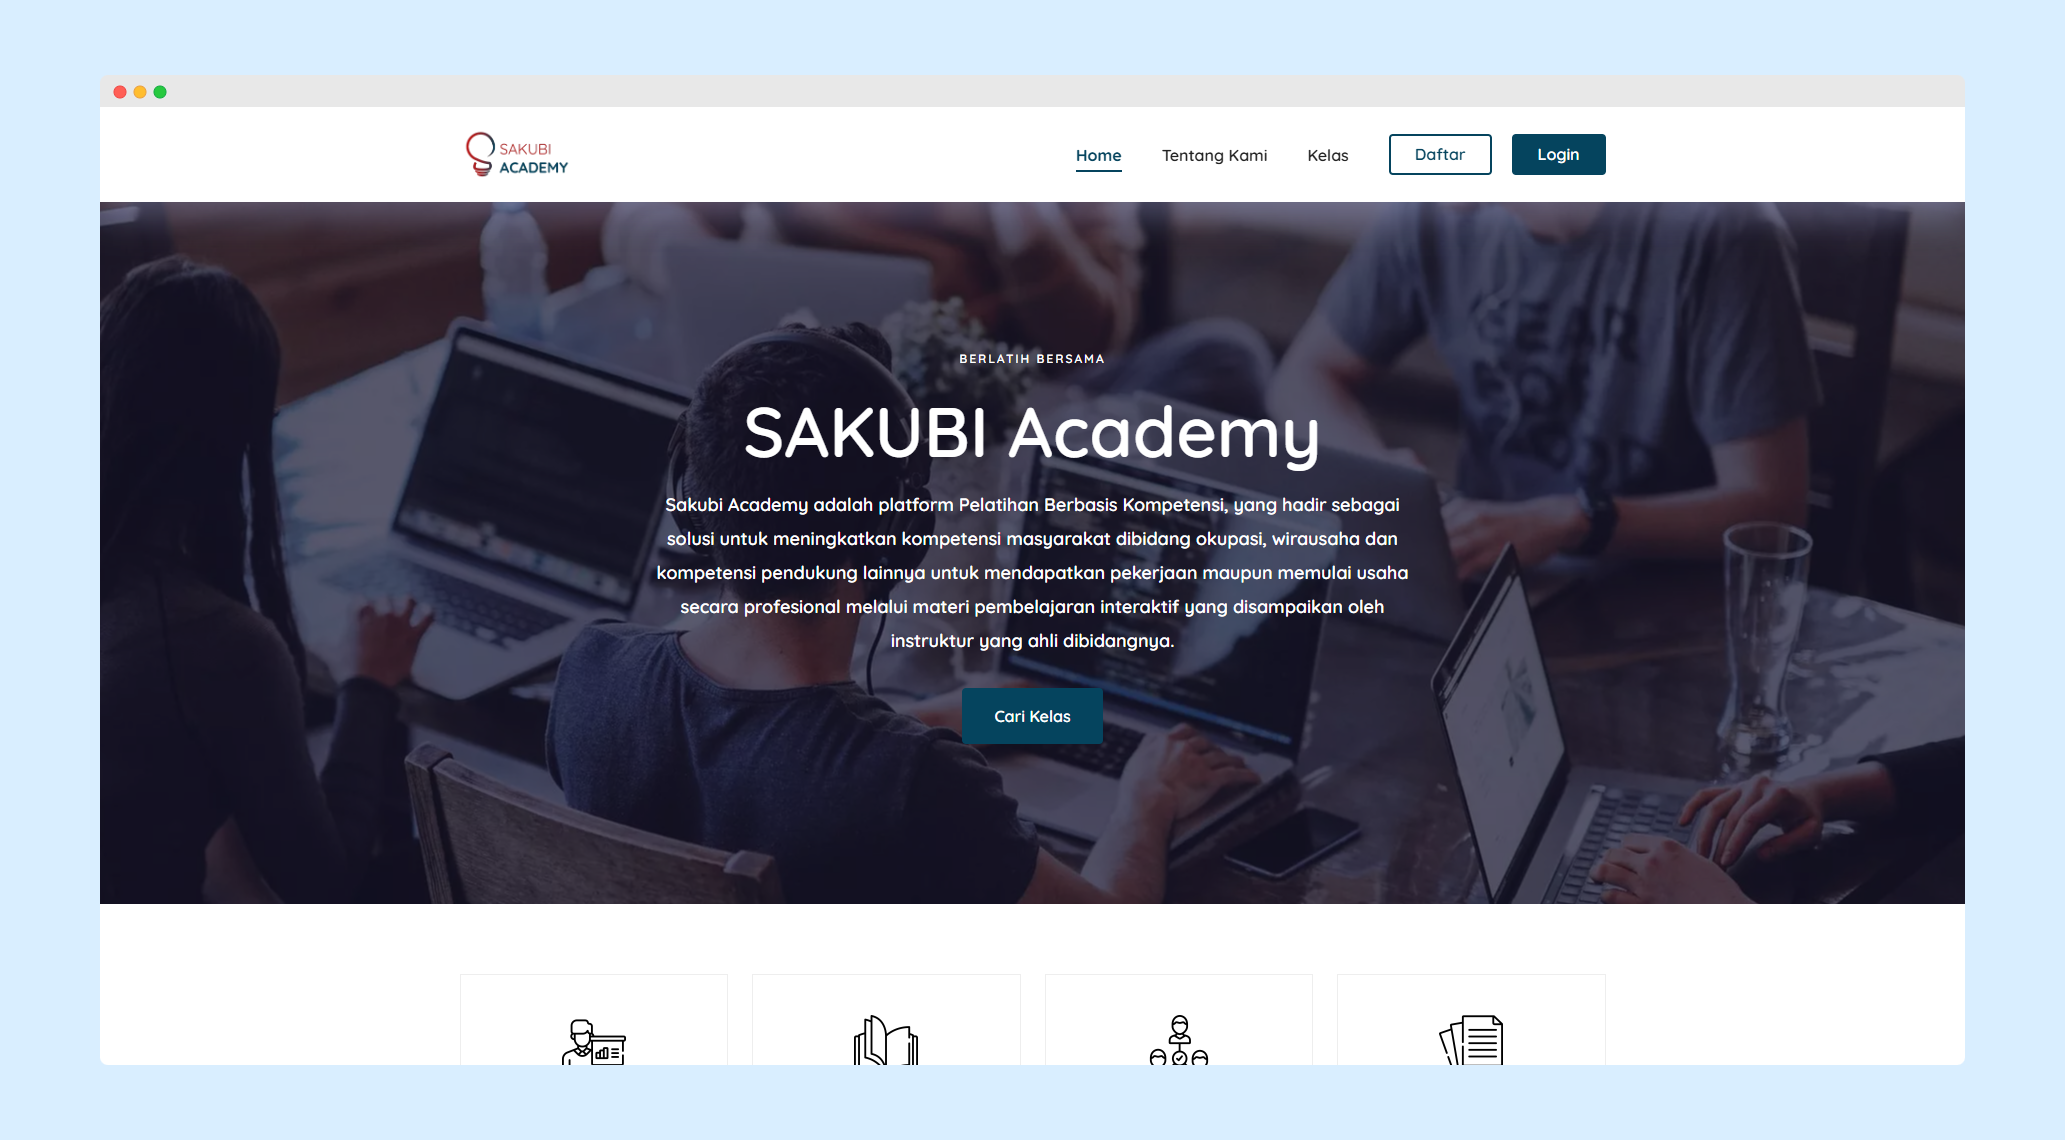 SAKUBI
ACADEMY
Home Tentang Kami Kelas Daftar Login
BERLATIH BERSAMA
SAKUBI Academy
Sakubi Academy adalah platform Pelatihan Berbasis Kompetensi, yang hadir sebagai
solusi untuk meningkatkan kompetensi masyarakat dibidang okupasi, wirausaha dan
kompetensi pendukung lainnya untuk mendapatkan pekerjaan maupun memulai usaha
secara profesional melalui materi pembelajaran interaktif yang disampaikan oleh
instruktur yang ahli dibidangnya.
Cari Kelas